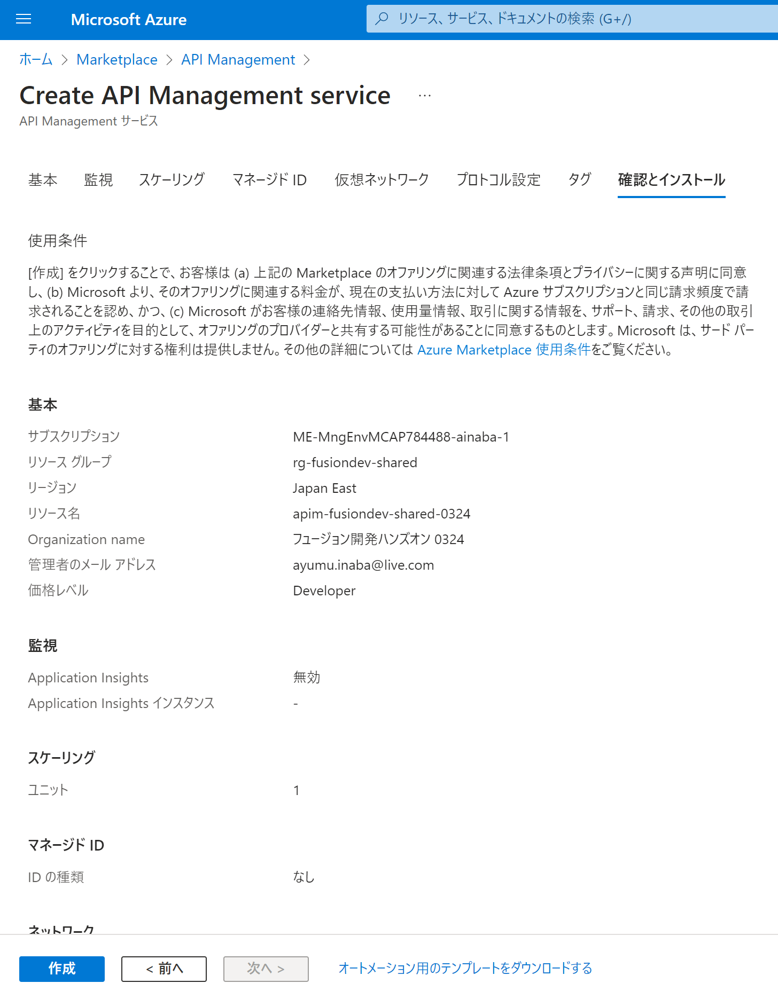 Microsoft Azure
リソース、サービス、ドキュメントの検索 (G+/)
ホーム > Marketplace > API Management >
Create API Management service ...
API Management サービス
基本 監視 スケーリング マネージド ID 仮想ネットワーク プロトコル設定 タグ 確認とインストール
使用条件
[作成] をクリックすることで、お客様は (a) 上記の Marketplace のオファリングに関連する法律条項とプライバシーに関する声明に同意
し、(b) Microsoft より、そのオファリングに関連する料金が、現在の支払い方法に対して Azure サブスクリプションと同じ請求頻度で請
求されることを認め、かつ、(c) Microsoft がお客様の連絡先情報、使用量情報、取引に関する情報を、サポート、請求、その他の取引
上のアクティビティを目的として、オファリングのプロバイダーと共有する可能性があることに同意するものとします。Microsoft は、サード パー
ティのオファリングに対する権利は提供しません。その他の詳細については Azure Marketplace 使用条件をご覧ください。
基本
サブスクリプション ME-MngEnvMCAP784488-ainaba-1
リソース グループ rg-fusiondev-shared
リージョン Japan East
リソース名 apim-fusiondev-shared-0324
Organization name フュージョン開発ハンズオン 0324
管理者のメール アドレス ayumu.inaba@live.com
価格レベル Developer
監視
Application Insights 無効
Application Insights インスタンス -
スケーリング
ユニット 1
マネージド ID
ID の種類 なし
ネットワーク
作成 < 前へ 次へ > オートメーション用のテンプレートをダウンロードする